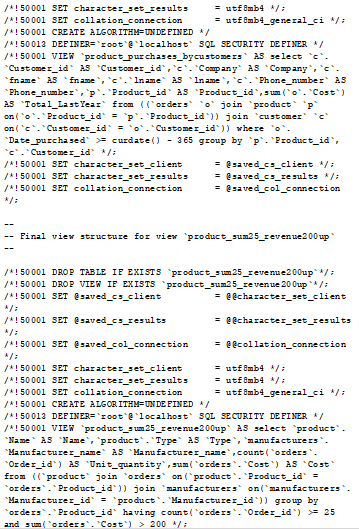 /*!50001 SET character_set_results     = utf8mb4 */;
/*!50001 SET collation_connection      = utf8mb4_general_ci */;
/*!50001 CREATE ALGORITHM=UNDEFINED */
/*!50013 DEFINER=`root`@`localhost` SQL SECURITY DEFINER */
/*!50001 VIEW `product_purchases_bycustomers` AS select `c`.
`Customer_id` AS `Customer_id`,`c`.`Company` AS `Company`,`c`.
`fname` AS `fname`,`c`.`lname` AS `lname`,`c`.`Phone_number` AS
`Phone_number`,`p`.`Product_id` AS `Product_id`,sum(`o`.`Cost`)
AS `Total_LastYear` from ((`orders` `o` join `product` `p`
on(`o`.`Product_id` = `p`.`Product_id`)) join `customer` `c`
on(`c`.`Customer_id` = `o`.`Customer_id`)) where `o`.
`Date_purchased` >= curdate() - 365 group by `p`.`Product_id`,
`c`.`Customer_id` */;
/*!50001 SET character_set_client      = @saved_cs_client */;
/*!50001 SET character_set_results     = @saved_cs_results */;
/*!50001 SET collation_connection      = @saved_col_connection
*/;
--
-- Final view structure for view `product_sum25_revenue200up`
--
/*!50001 DROP TABLE IF EXISTS `product_sum25_revenue200up`*/;
/*!50001 DROP VIEW IF EXISTS `product_sum25_revenue200up`*/;
/*!50001 SET @saved_cs_client          = @@character_set_client
*/;
/*!50001 SET @saved_cs_results         = @@character_set_results
*/;
/*!50001 SET @saved_col_connection     = @@collation_connection
*/;
/*!50001 SET character_set_client      = utf8mb4 */;
/*!50001 SET character_set_results     = utf8mb4 */;
/*!50001 SET collation_connection      = utf8mb4_general_ci */;
/*!50001 CREATE ALGORITHM=UNDEFINED */
/*!50013 DEFINER=`root`@`localhost` SQL SECURITY DEFINER */
/*!50001 VIEW `product_sum25_revenue200up` AS select `product`.
`Name` AS `Name`,`product`.`Type` AS `Type`,`manufacturers`.
`Manufacturer_name` AS `Manufacturer_name`,count(`orders`.
`Order_id`) AS `Unit_quantity`,sum(`orders`.`Cost`) AS `Cost`
from ((`product` join `orders` on(`product`.`Product_id` =
`orders`.`Product_id`)) join `manufacturers` on(`manufacturers`.
`Manufacturer_id` = `product`.`Manufacturer_id`)) group by
`orders`.`Product_id` having count(`orders`.`Order_id`) >= 25
and sum(`orders`.`Cost`) > 200 */;